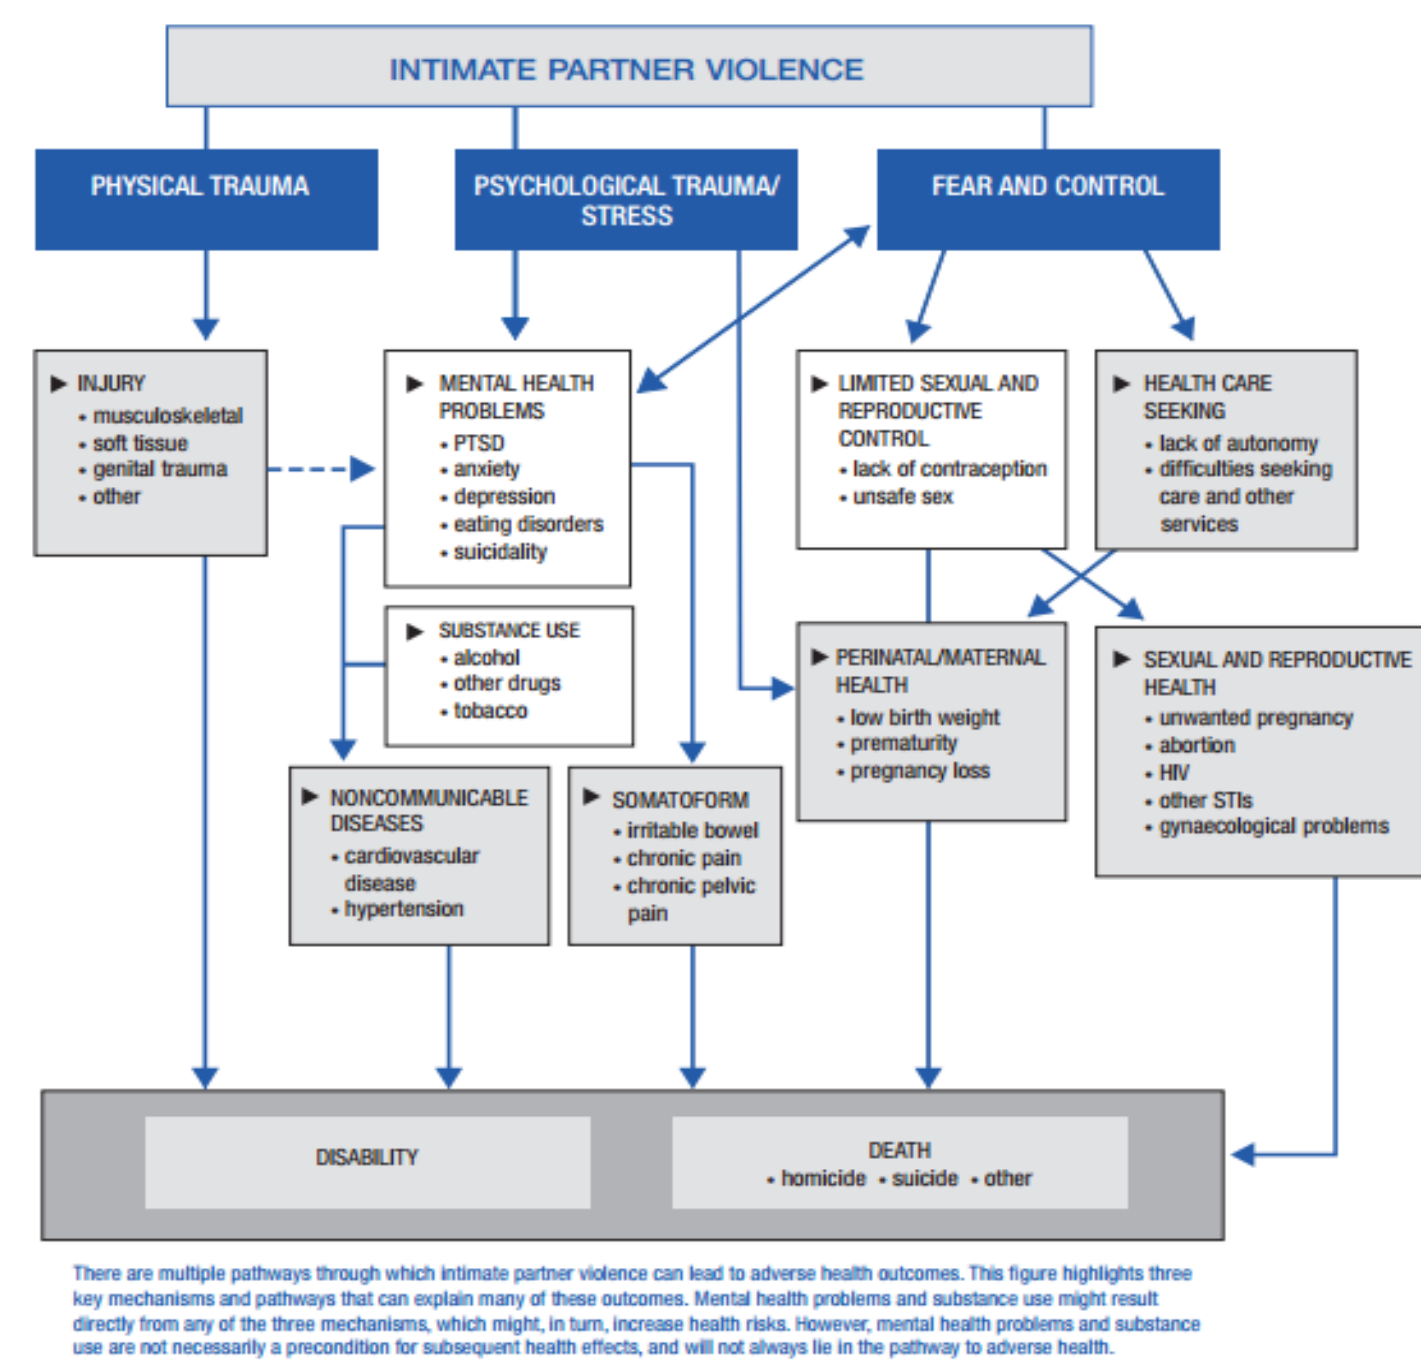 INTIMATE PARTNER VIOLENCE
PHYSICAL TRAUMA
PSYCHOLOGICAL TRAUMA/
STRESS
FEAR AND CONTROL
► INJURY
• musculoskeletal
• soft tissue
• genital trauma
• other
► MENTAL HEALTH
PROBLEMS
• PTSD
• anxiety
• depression
• eating disorders
• suicidality
► LIMITED SEXUAL AND
REPRODUCTIVE
CONTROL
• lack of contraception
• unsafe sex
► HEALTH CARE
SEEKING
• lack of autonomy
• difficulties seeking
care and other
services
► SUBSTANCE USE
• alcohol
• other drugs
• tobacco
► PERINATAL/MATERNAL
HEALTH
• low birth weight
• prematurity
• pregnancy loss
► SEXUAL AND REPRODUCTIVE
HEALTH
• unwanted pregnancy
• abortion
• HIV
• other STIs
• gynaecological problems
► NONCOMMUNICABLE
DISEASES
• cardiovascular
disease
• hypertension
► SOMATOFORM
• irritable bowel
• chronic pain
• chronic pelvic
pain
DISABILITY
DEATH
• homicide • suicide • other
There are multiple pathways through which intimate partner violence can lead to adverse health outcomes. This figure highlights three
key mechanisms and pathways that can explain many of these outcomes. Mental health problems and substance use might result
directly from any of the three mechanisms, which might, in turn, increase health risks. However, mental health problems and substance
use are not necessarily a precondition for subsequent health effects, and will not always lie in the pathway to adverse health.